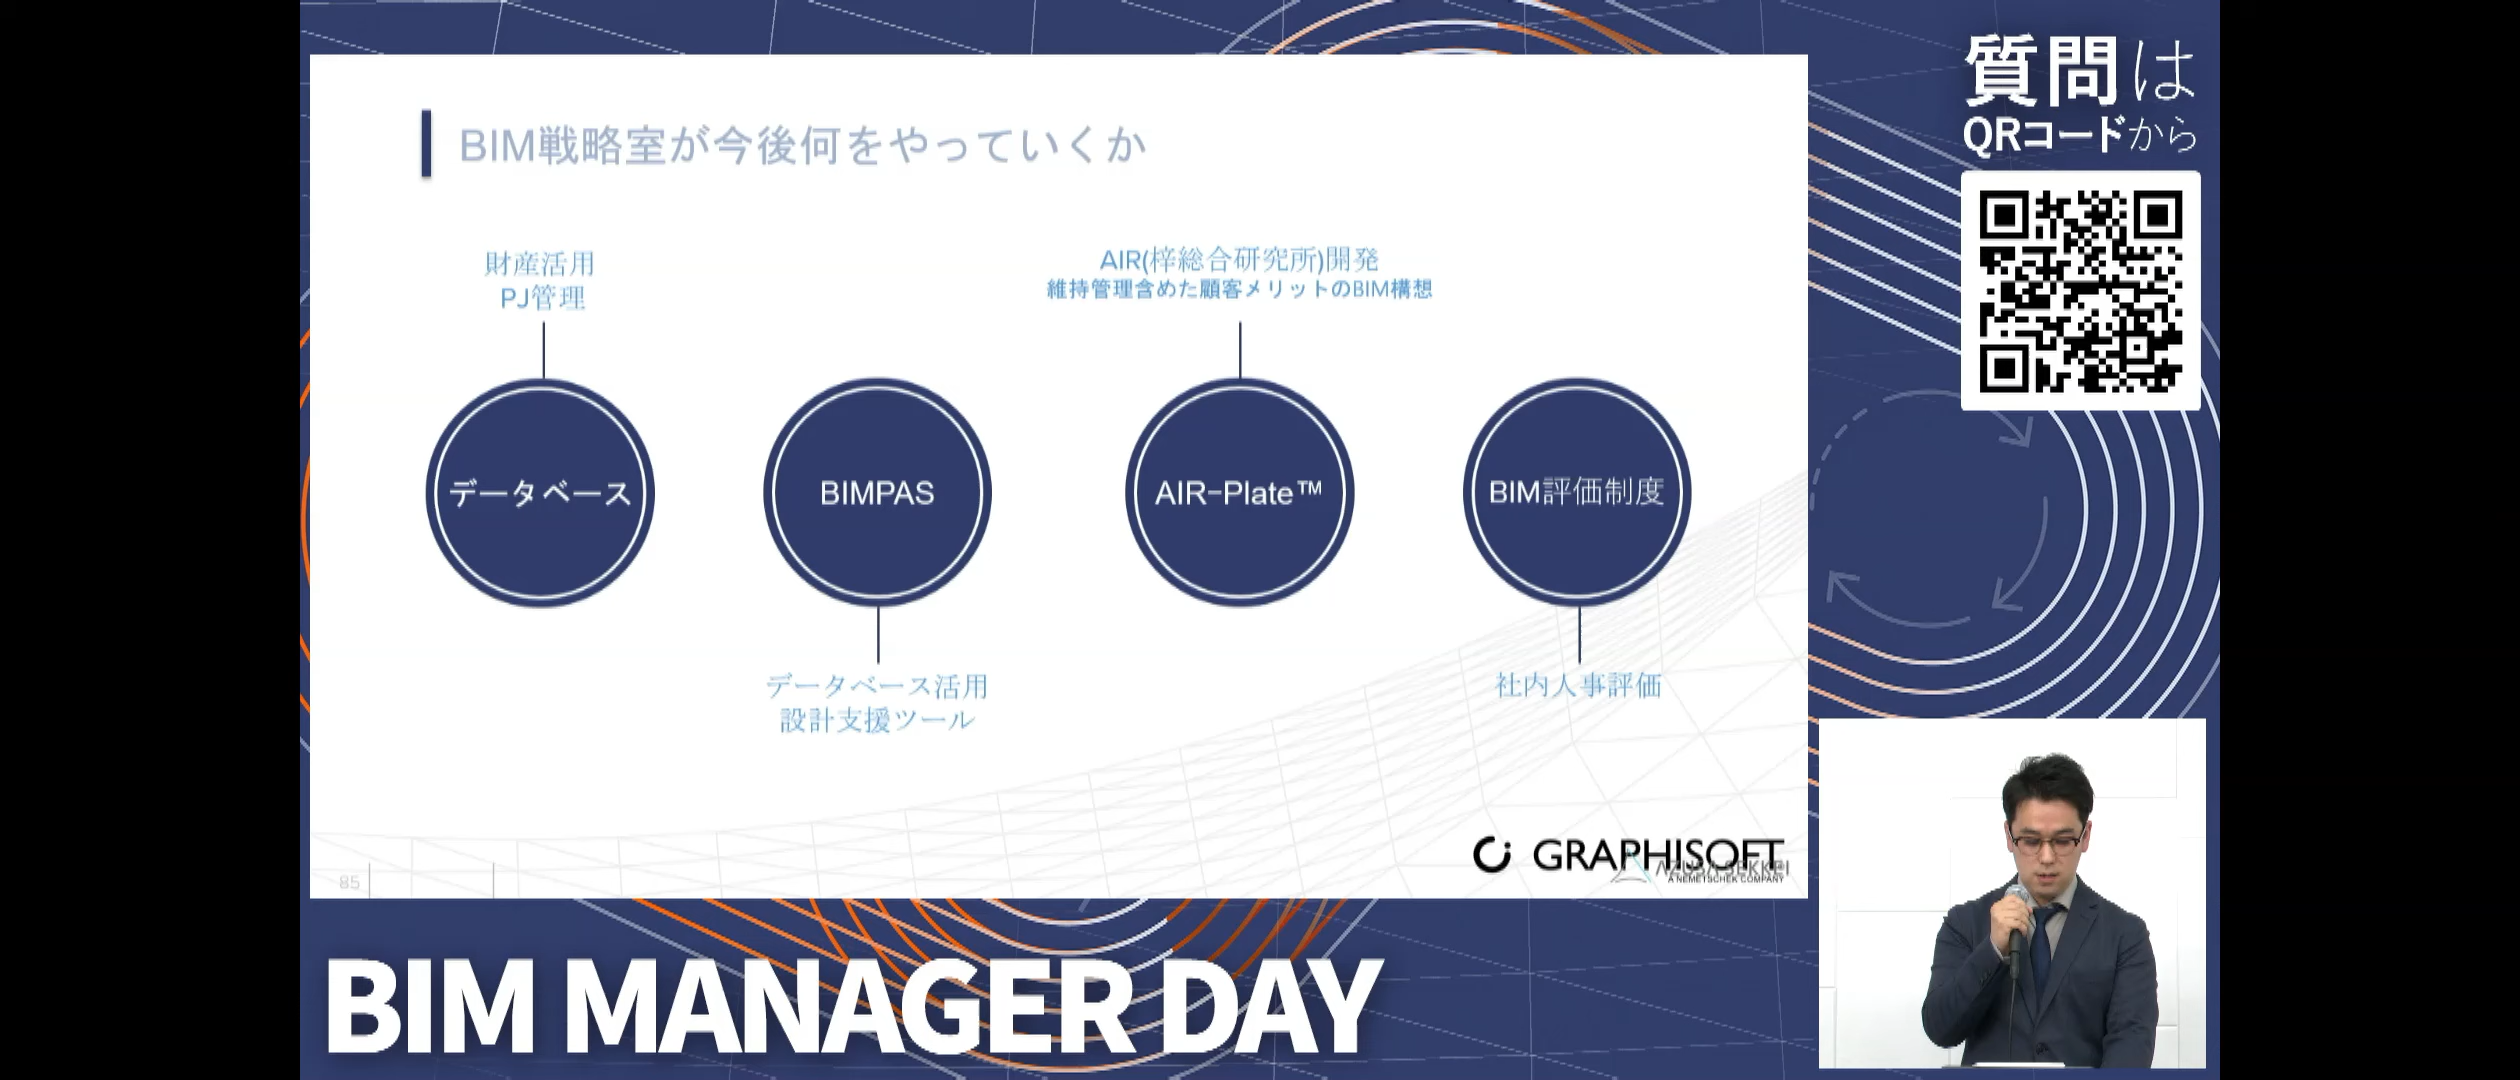 質問は
QRコードから
BIM戦略室が今後何をやっていくか
財産活用
PJ管理
AIR(梓総合研究所)開発
維持管理含めた顧客メリットのBIM構想
データベース
BIMPAS
AIR-Plate™
BIM評価制度
データベース活用
設計支援ツール
社内人事評価
85
GRAPHISOFT
AZUSA SEKKEI
A NEMETSCHEK COMPANY
BIM MANAGER DAY